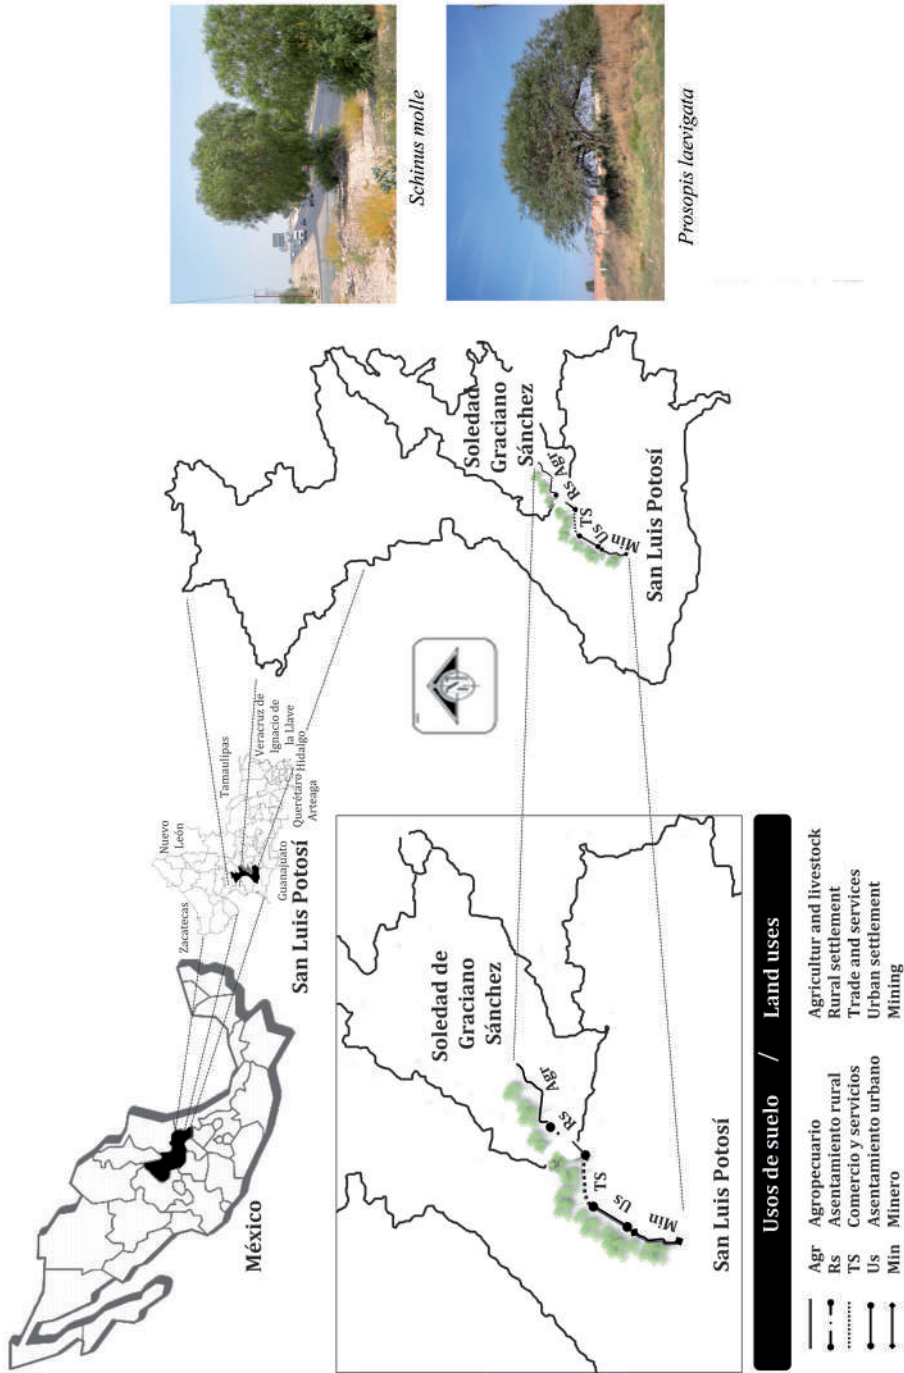 México
Zacatecas
Nuevo
León
Tamaulipas
Veracruz de
Ignacio de
la Llave
Hidalgo
Querétaro
Arteaga
Guanajuato
San Luis Potosí
Soledad
Graciano
Sánchez
Agr
Rs
TS
Us
Min
San Luis Potosí
Schinus molle
Prosopis laevigata
Soledad de
Graciano
Sánchez
Agr
Rs
TS
Us
Min
San Luis Potosí
Usos de suelo / Land uses
Agr Agropecuario Agricultur and livestock
Rs Asentamiento rural Rural settlement
TS Comercio y servicios Trade and services
Us Asentamiento urbano Urban settlement
Min Minero Mining